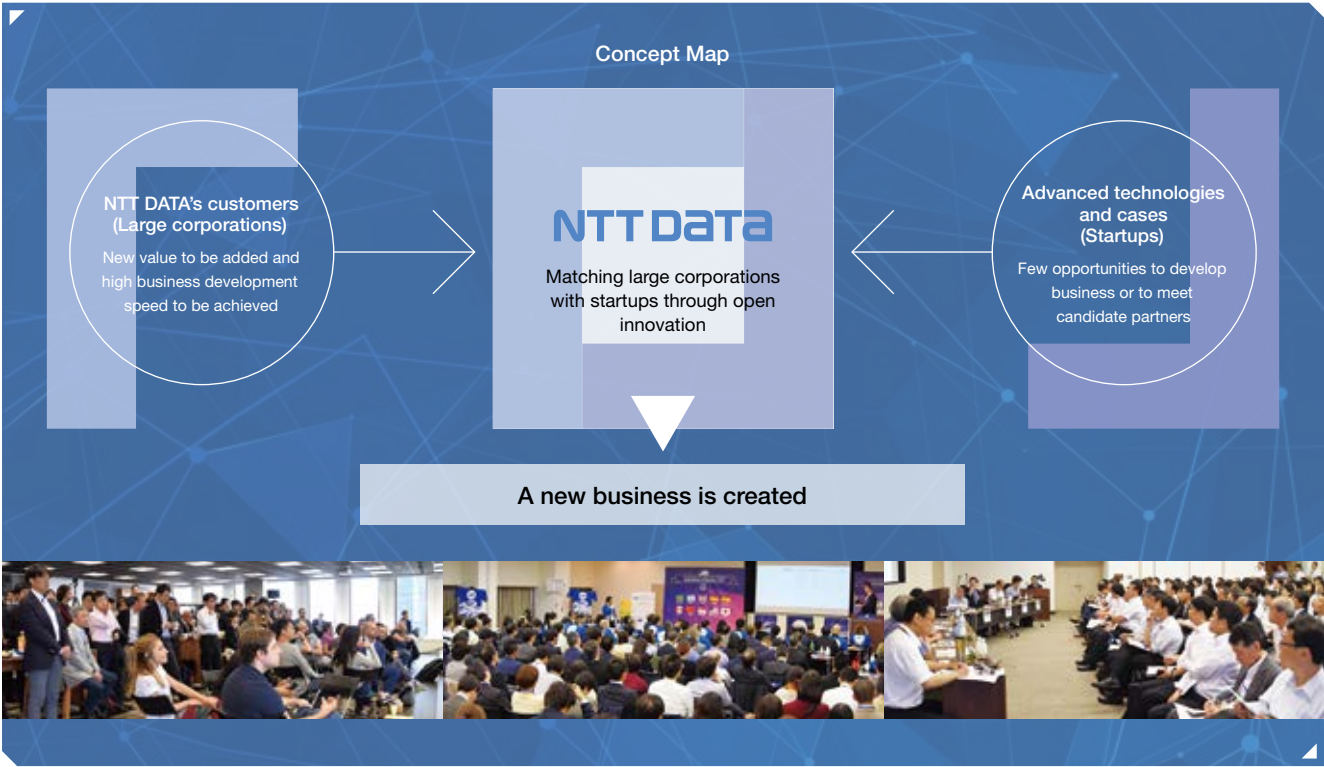 Concept Map
NTT DATA's customers
(Large corporations)
New value to be added and
high business development
speed to be achieved
NTT DATA
Matching large corporations
with startups through open
innovation
Advanced technologies
and cases
(Startups)
Few opportunities to develop
business or to meet
candidate partners
A new business is created